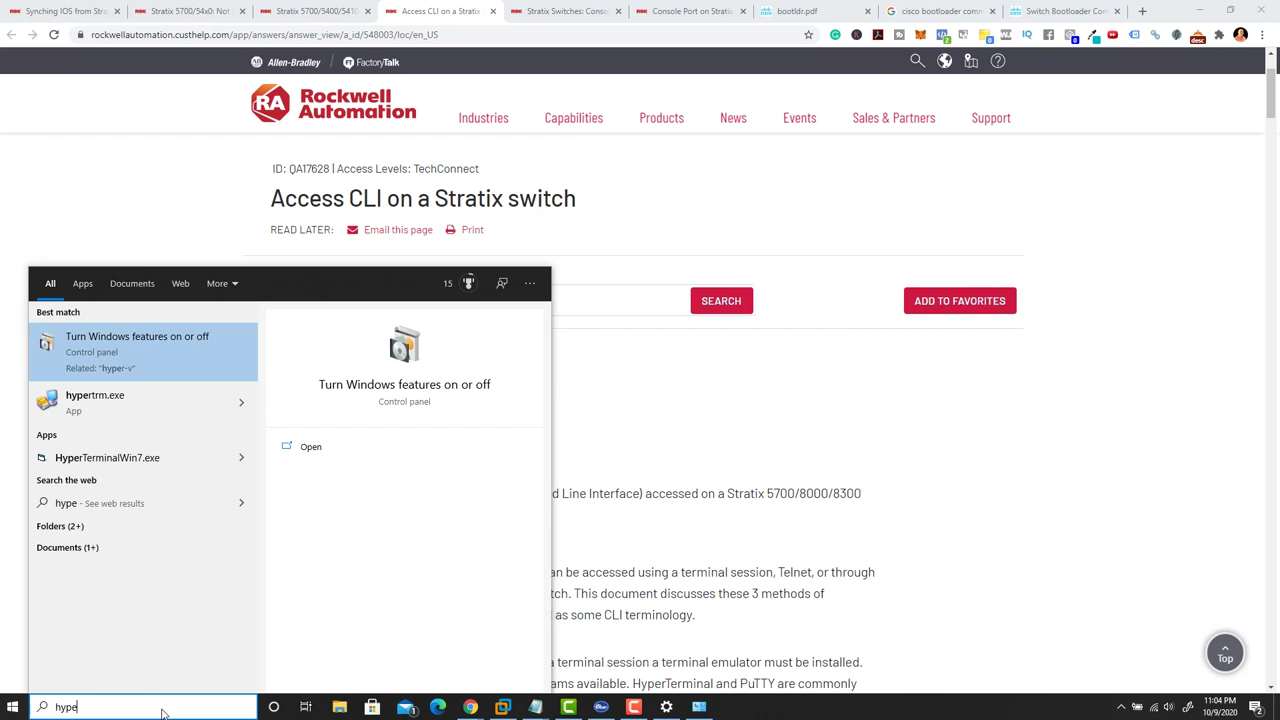 Synching IOS from Strat
Stratix 5700/54x0: Not
Stratix 5700/5400/5410
Access CLI on a Stratix s
Stratix Switches: Conso
Console Port on Stratix
bootldr.pdf
cisco bootloader comm
Switch Bootloader Com
rockwellautomation.custhelp.com/app/answers/answer_view/a_id/548003/loc/en_US
Allen-Bradley
FactoryTalk
RA
Rockwell
Automation
Industries
Capabilities
Products
News
Events
Sales & Partners
Support
ID: QA17628 | Access Levels: TechConnect
Access CLI on a Stratix switch
READ LATER:
Email this page
Print
All
Apps
Documents
Web
More
15
Best match
SEARCH
ADD TO FAVORITES
Turn Windows features on or off
Control panel
Related: "hyper-v"
hypertrm.exe
App
Turn Windows features on or off
Control panel
Apps
Open
HyperTerminalWin7.exe
Search the web
hype - See web results
d Line Interface) accessed on a Stratix 5700/8000/8300
Folders (2+)
Documents (1+)
an be accessed using a terminal session, Telnet, or through
tch. This document discusses these 3 methods of
as some CLI terminology.
a terminal session a terminal emulator must be installed.
ams available. HyperTerminal and PuTTY are commonly
Top
hype
11:04 PM
10/9/2020